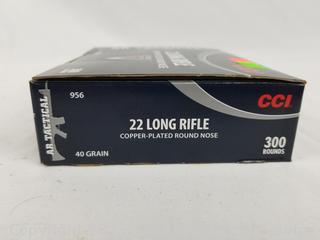 956
CCI
AR TACTICAL
22 LONG RIFLE
COPPER-PLATED ROUND NOSE
300
ROUNDS
40 GRAIN